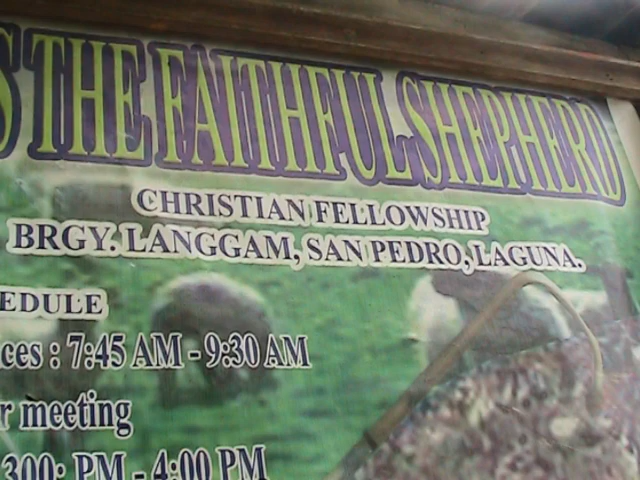 S THE FAITHFUL SHEPHERD
CHRISTIAN FELLOWSHIP
BRGY. LANGGAM, SAN PEDRO, LAGUNA.
EDULE
ces : 7:45 AM - 9:30 AM
r meeting
300: PM - 4:00 PM